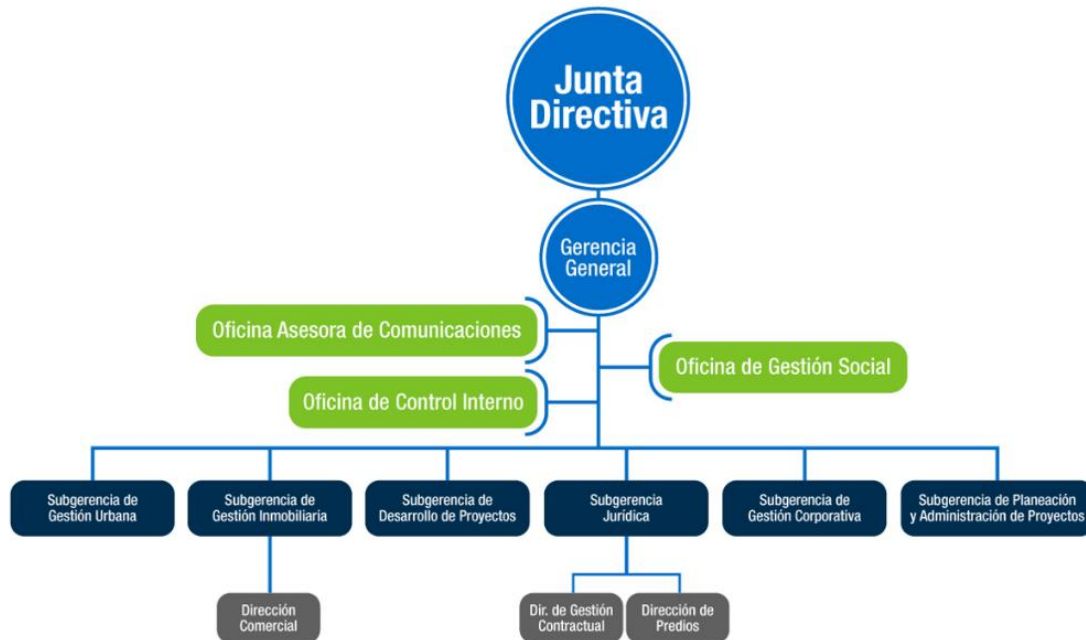 Junta
Directiva
Gerencia
General
Oficina Asesora de Comunicaciones
Oficina de Gestión Social
Oficina de Control Interno
Subgerencia de
Gestión Urbana
Subgerencia de
Gestión Inmobiliaría
Subgerencia de
Desarrollo de Proyectos
Subgerencia
Jurídica
Subgerencia de
Gestión Corporativa
Subgerencia de Planeación
y Administración de Proyectos
Dirección
Comercial
Dir. de Gestión
Contractual
Dirección de
Predios